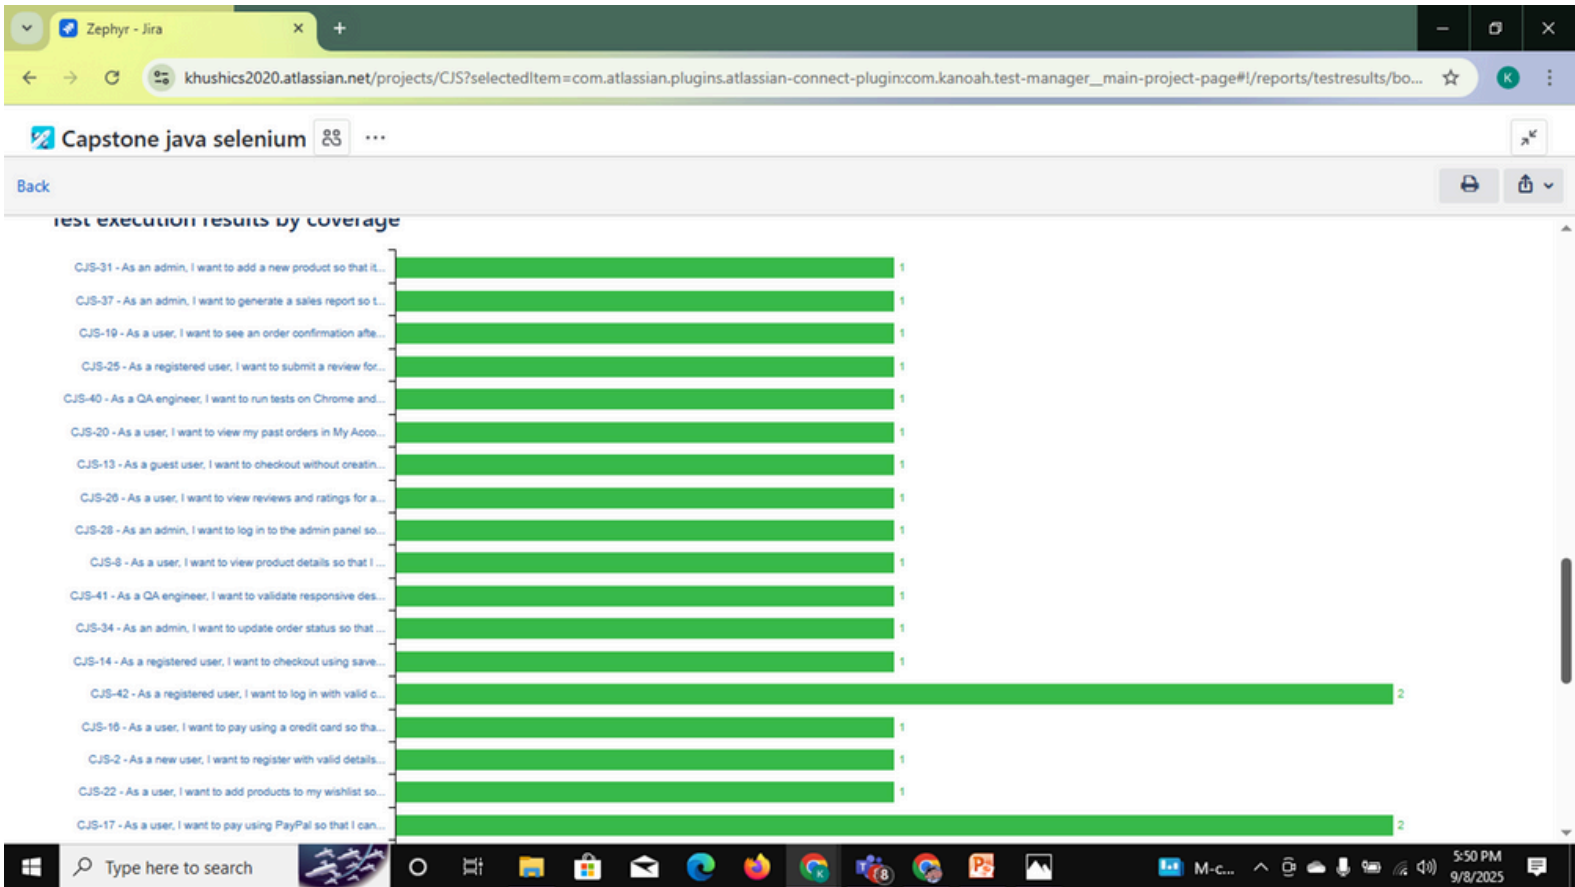 Zephyr - Jira
khushics2020.atlassian.net/projects/CJS?selectedItem=com.atlassian.plugins.atlassian-connect-plugin:com.kanoah.test-manager__main-project-page#!/reports/testresults/bo...
K
Capstone java selenium
Back
Test execution results by coverage
CJS-31 - As an admin, I want to add a new product so that it... 1
CJS-37 - As an admin, I want to generate a sales report so t... 1
CJS-19 - As a user, I want to see an order confirmation afte... 1
CJS-25 - As a registered user, I want to submit a review for... 1
CJS-40 - As a QA engineer, I want to run tests on Chrome and... 1
CJS-20 - As a user, I want to view my past orders in My Acco... 1
CJS-13 - As a guest user, I want to checkout without creatin... 1
CJS-26 - As a user, I want to view reviews and ratings for a... 1
CJS-28 - As an admin, I want to log in to the admin panel so... 1
CJS-8 - As a user, I want to view product details so that I ... 1
CJS-41 - As a QA engineer, I want to validate responsive des... 1
CJS-34 - As an admin, I want to update order status so that ... 1
CJS-14 - As a registered user, I want to checkout using save... 1
CJS-42 - As a registered user, I want to log in with valid c... 2
CJS-16 - As a user, I want to pay using a credit card so tha... 1
CJS-2 - As a new user, I want to register with valid details... 1
CJS-22 - As a user, I want to add products to my wishlist so... 1
CJS-17 - As a user, I want to pay using PayPal so that I can... 2
Type here to search
M-c...
5:50 PM
9/8/2025